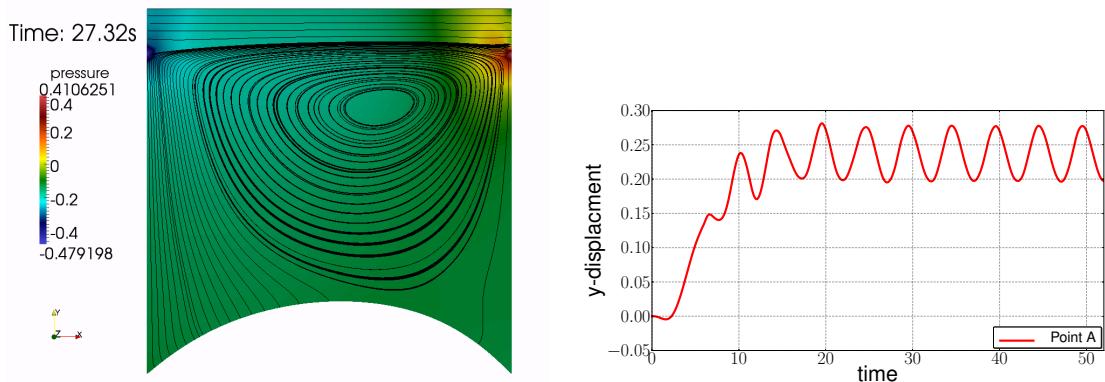 Time: 27.32s
pressure
0.4106251
0.4
0.2
0
-0.2
-0.4
-0.479198
Y
Z
X
y-displacment
0.30
0.25
0.20
0.15
0.10
0.05
0.00
−0.05
0
10
20
30
40
50
time
Point A